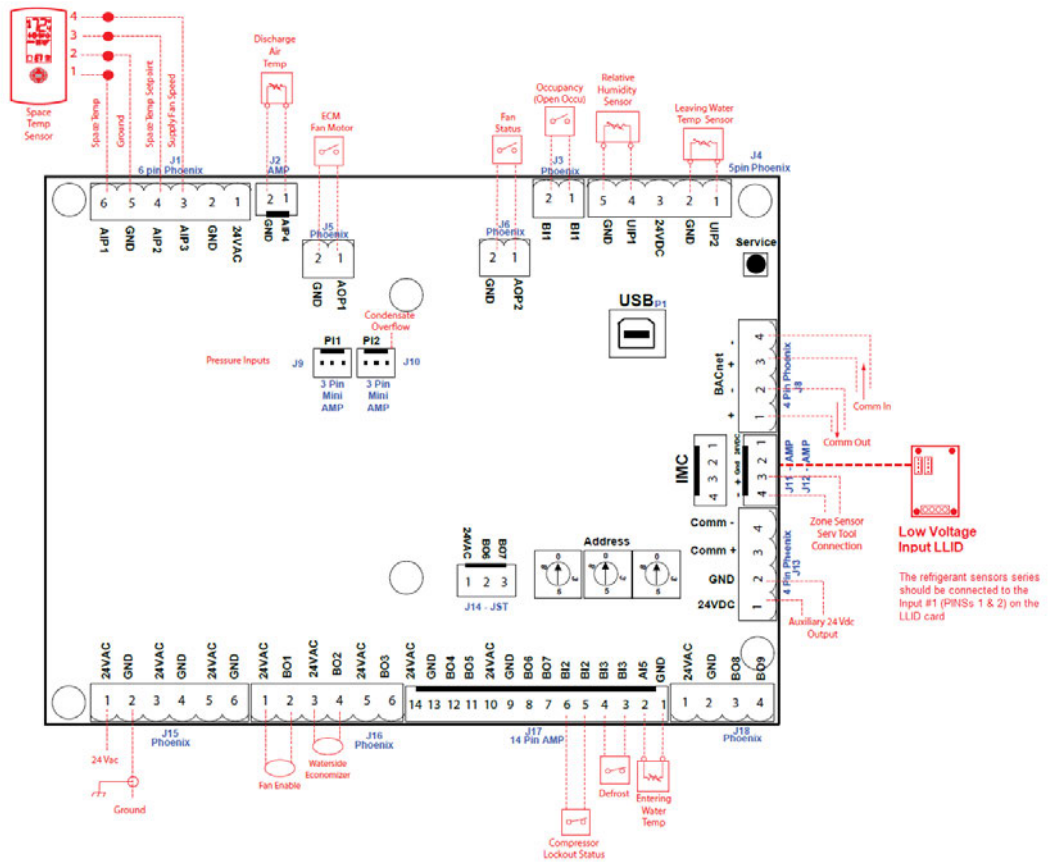 4
3
2
1
72
Space
Temp
Sensor
Space Temp
Ground
Space Temp Setpoint
Supply Fan Speed
Discharge
Air
Temp
ECM
Fan Motor
Fan
Status
Occupancy
(Open Occu)
Relative
Humidity
Sensor
Leaving Water
Temp Sensor
J1
6 pin Phoenix
J2
AMP
J3
Phoenix
J4
5pin Phoenix
6 5 4 3 2 1
AIP1 GND AIP2 AIP3 GND 24VAC
2 1
GND AIP4
J5
Phoenix
2 1
GND AOP1
J6
Phoenix
2 1
GND AOP2
2 1
BI1 BI1
5 4 3 2 1
GND UIP1 24VDC GND UIP2
Service
USB P1
Condensate
Overflow
Pressure Inputs
J9
PI1
PI2
J10
3 Pin
Mini
AMP
3 Pin
Mini
AMP
BACnet
- + - +
4 3 2 1
4 Pin Phoenix
J8
Comm In
Comm Out
IMC
4 3 2 1
- + Gnd 24VDC
4 3 2 1
J11 - AMP
J12 - AMP
Zone Sensor
Serv Tool
Connection
Low Voltage
Input LLID
The refrigerant sensors series
should be connected to the
Input #1 (PINSs 1 & 2) on the
LLID card
Comm - 4
Comm + 3
GND 2
24VDC 1
4 Pin Phoenix
J13
Auxiliary 24 Vdc
Output
24VAC BO6 BO7
1 2 3
J14 - JST
Address
24VAC GND 24VAC GND 24VAC GND
1 2 3 4 5 6
J15
Phoenix
24VAC BO1 24VAC BO2 24VAC BO3
1 2 3 4 5 6
J16
Phoenix
24VAC GND BO4 BO5 24VAC GND BO6 BO7 BI2 BI2 BI3 BI3 AI5 GND
14 13 12 11 10 9 8 7 6 5 4 3 2 1
J17
14 Pin AMP
24VAC GND BO8 BO9
1 2 3 4
J18
Phoenix
24 Vac
Ground
Fan Enable
Waterside
Economizer
Compressor
Lockout Status
Defrost
Entering
Water
Temp